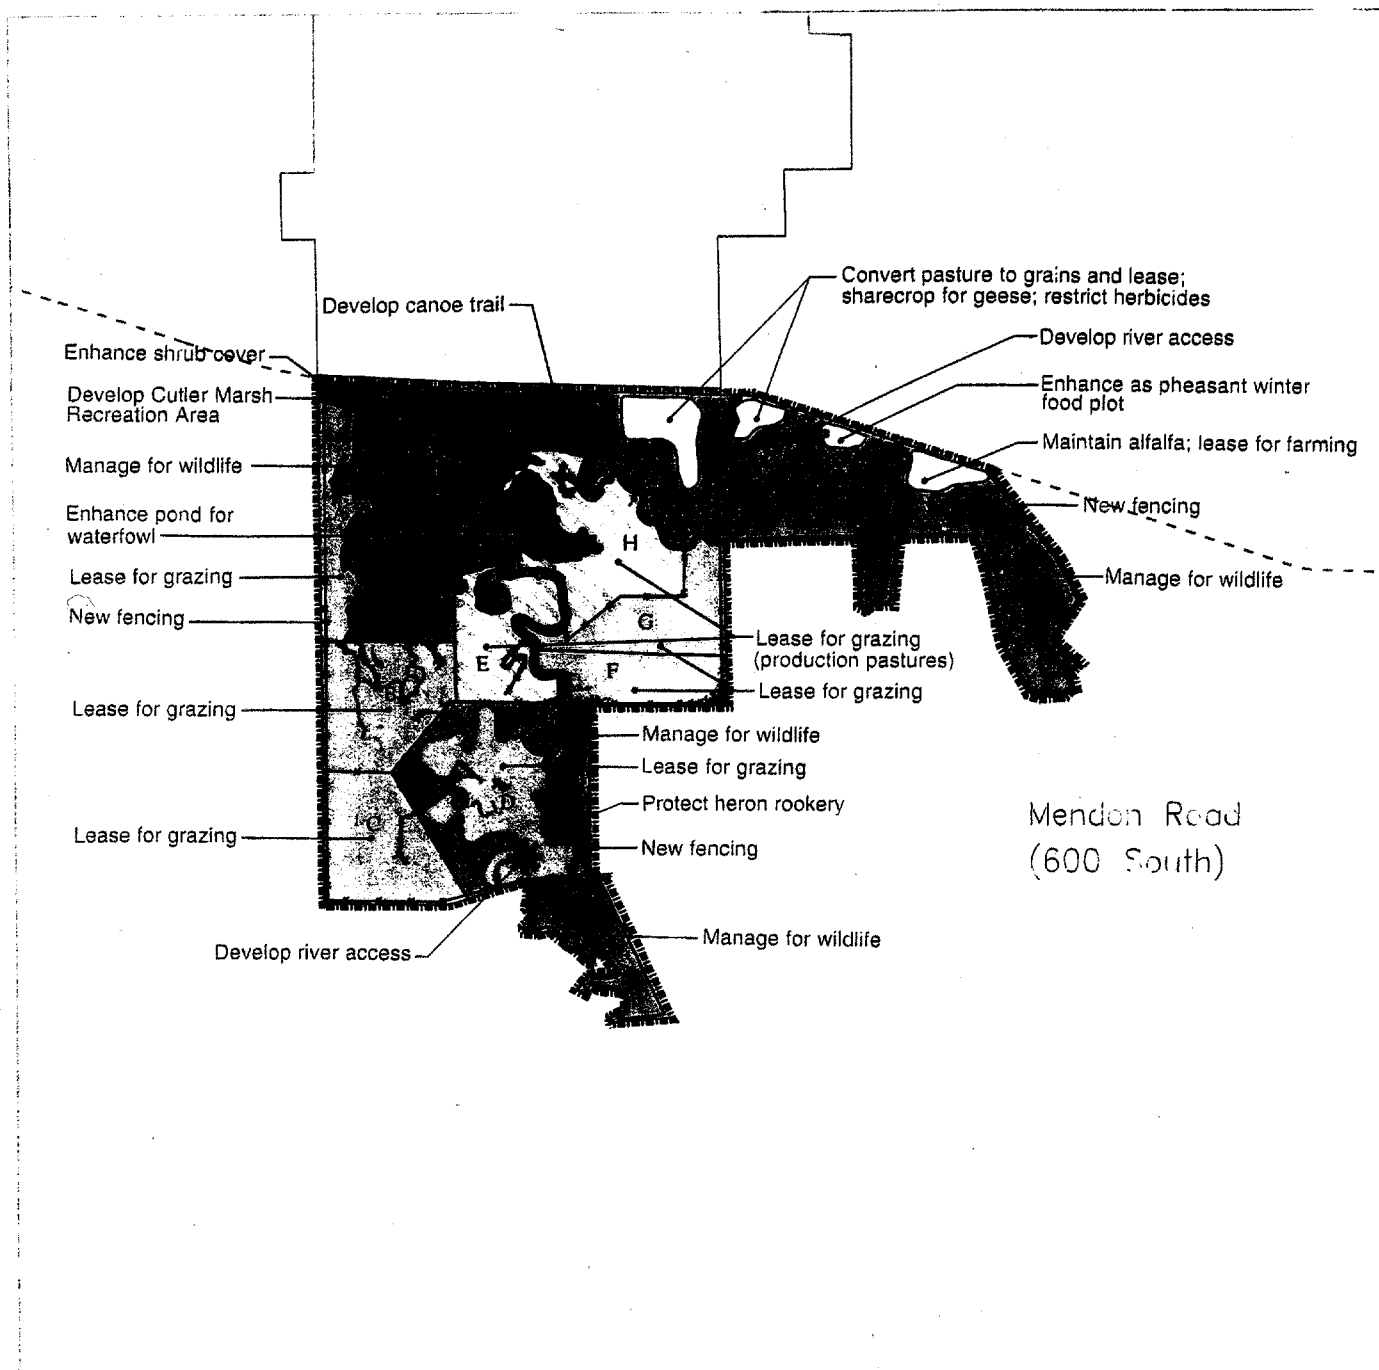 Convert pasture to grains and lease;
sharecrop for geese; restrict herbicides
Develop canoe trail
Develop river access
Enhance shrub cover
Enhance as pheasant winter
food plot
Develop Cutler Marsh
Recreation Area
Maintain alfalfa; lease for farming
Manage for wildlife
New fencing
Enhance pond for
waterfowl
H
Lease for grazing
Manage for wildlife
New fencing
G
Lease for grazing
(production pastures)
E
F
Lease for grazing
Lease for grazing
Manage for wildlife
Lease for grazing
D
Protect heron rookery
Mendon Road
(600 South)
C
Lease for grazing
New fencing
Develop river access
Manage for wildlife